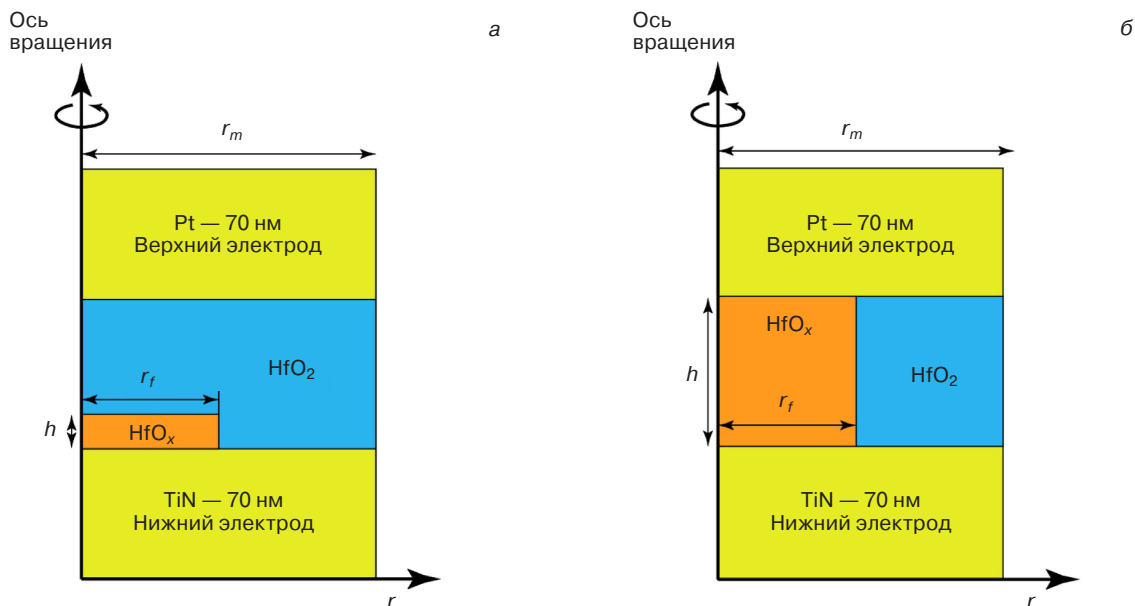 Ось
вращения
а
r_m
Pt — 70 нм
Верхний электрод
HfO₂
r_f
h
HfOₓ
TiN — 70 нм
Нижний электрод
r
Ось
вращения
б
r_m
Pt — 70 нм
Верхний электрод
HfOₓ
h
HfO₂
r_f
TiN — 70 нм
Нижний электрод
r